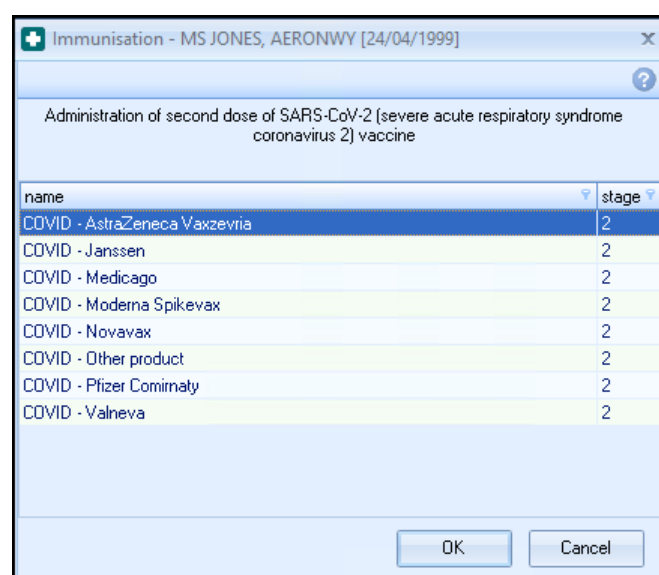 Immunisation - MS JONES, AERONWY [24/04/1999]
Administration of second dose of SARS-CoV-2 (severe acute respiratory syndrome
coronavirus 2) vaccine
name stage
COVID - AstraZeneca Vaxzevria 2
COVID - Janssen 2
COVID - Medicago 2
COVID - Moderna Spikevax 2
COVID - Novavax 2
COVID - Other product 2
COVID - Pfizer Comirnaty 2
COVID - Valneva 2
OK Cancel